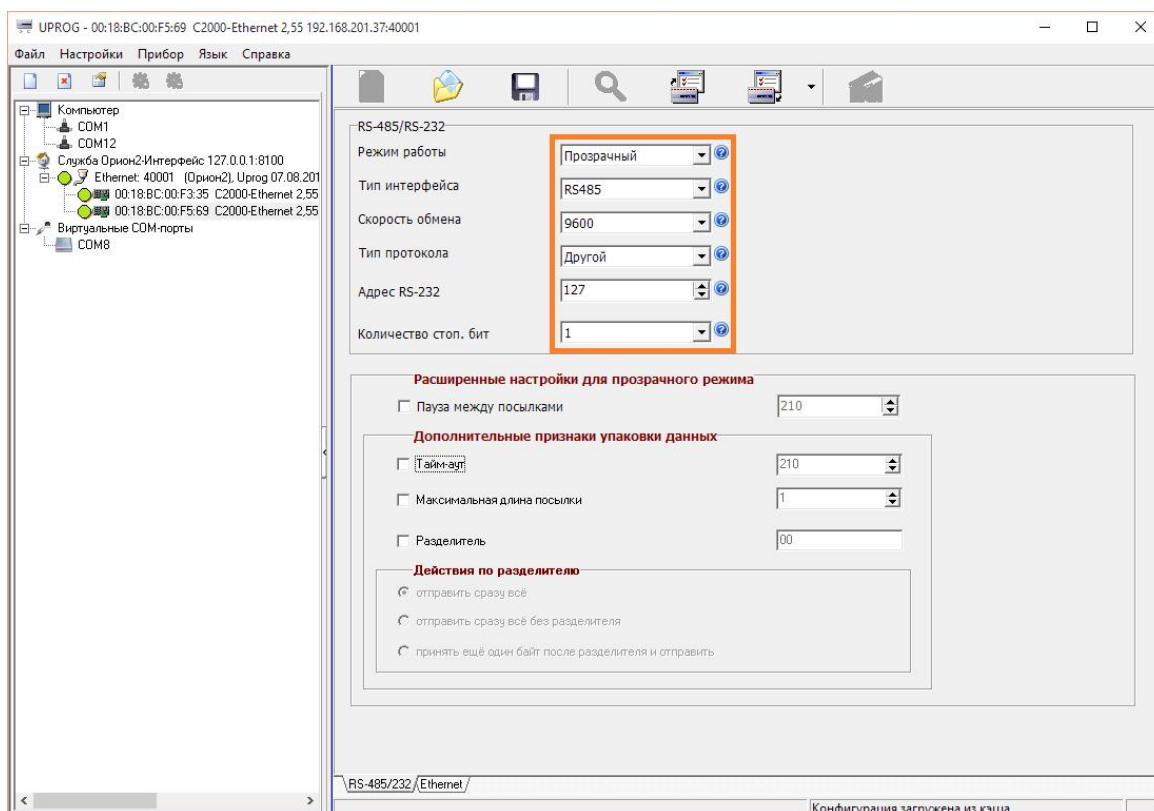 UPROG - 00:18:BC:00:F5:69 C2000-Ethernet 2,55 192.168.201.37:40001
Файл Настройки Прибор Язык Справка
Компьютер
COM1
COM12
Служба Орион2-Интерфейс 127.0.0.1:8100
Ethernet: 40001 (Орион2), Uprog 07.08.201
00:18:BC:00:F3:35 C2000-Ethernet 2,55
00:18:BC:00:F5:69 C2000-Ethernet 2,55
Виртуальные COM-порты
COM8
RS-485/RS-232
Режим работы Прозрачный
Тип интерфейса RS485
Скорость обмена 9600
Тип протокола Другой
Адрес RS-232 127
Количество стоп. бит 1
Расширенные настройки для прозрачного режима
Пауза между посылками 210
Дополнительные признаки упаковки данных
Тайм-аут 210
Максимальная длина посылки 1
Разделитель 00
Действия по разделителю
отправить сразу всё
отправить сразу всё без разделителя
принять ещё один байт после разделителя и отправить
RS-485/232 Ethernet
Конфигурация загружена из кэша